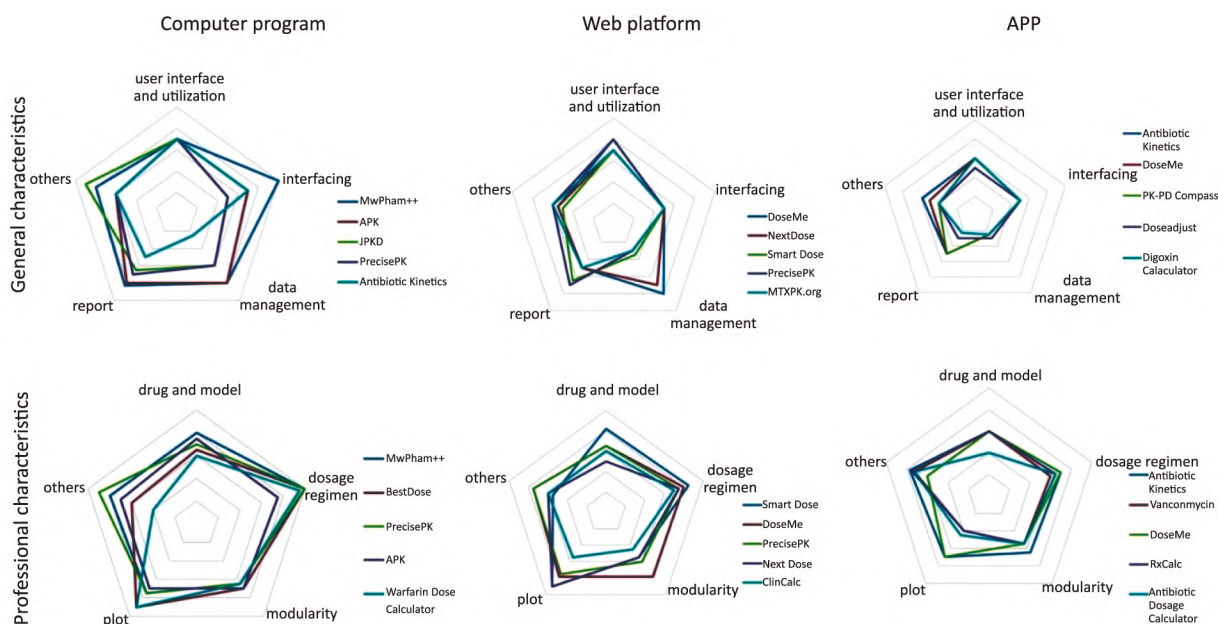 Computer program
Web platform
APP
General characteristics
user interface
and utilization
others
interfacing
report
data
management
MwPham++
APK
JPKD
PrecisePK
Antibiotic Kinetics
user interface
and utilization
interfacing
report
data
management
DoseMe
NextDose
Smart Dose
PrecisePK
MTXPK.org
others
user interface
and utilization
others
interfacing
report
data
management
Antibiotic
Kinetics
DoseMe
PK-PD Compass
Doseadjust
Digoxin
Calaculator
Professional characteristics
drug and model
others
dosage
regimen
plot
modularity
MwPham++
BestDose
PrecisePK
APK
Warfarin Dose
Calculator
drug and model
others
dosage
regimen
plot
modularity
Smart Dose
DoseMe
PrecisePK
Next Dose
ClinCalc
drug and model
others
dosage regimen
plot
modularity
Antibiotic
Kinetics
Vanconmycin
DoseMe
RxCalc
Antibiotic
Dosage
Calculator